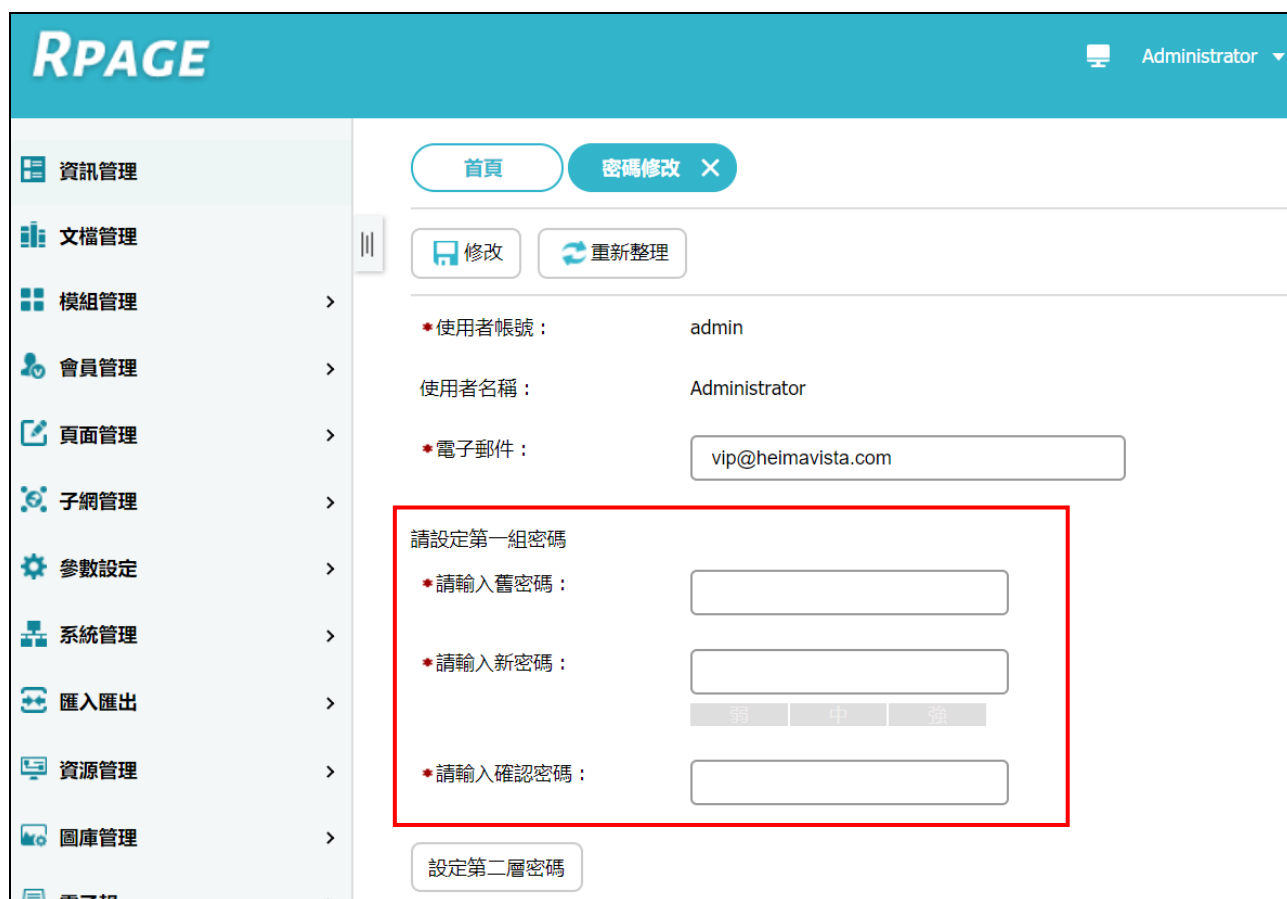 RPAGE
Administrator
資訊管理
文檔管理
模組管理
會員管理
頁面管理
子網管理
參數設定
系統管理
匯入匯出
資源管理
圖庫管理
首頁
密碼修改
修改
重新整理
*使用者帳號： admin
使用者名稱： Administrator
*電子郵件： vip@heimavista.com
請設定第一組密碼
*請輸入舊密碼：
*請輸入新密碼：
弱 中 強
*請輸入確認密碼：
設定第二層密碼